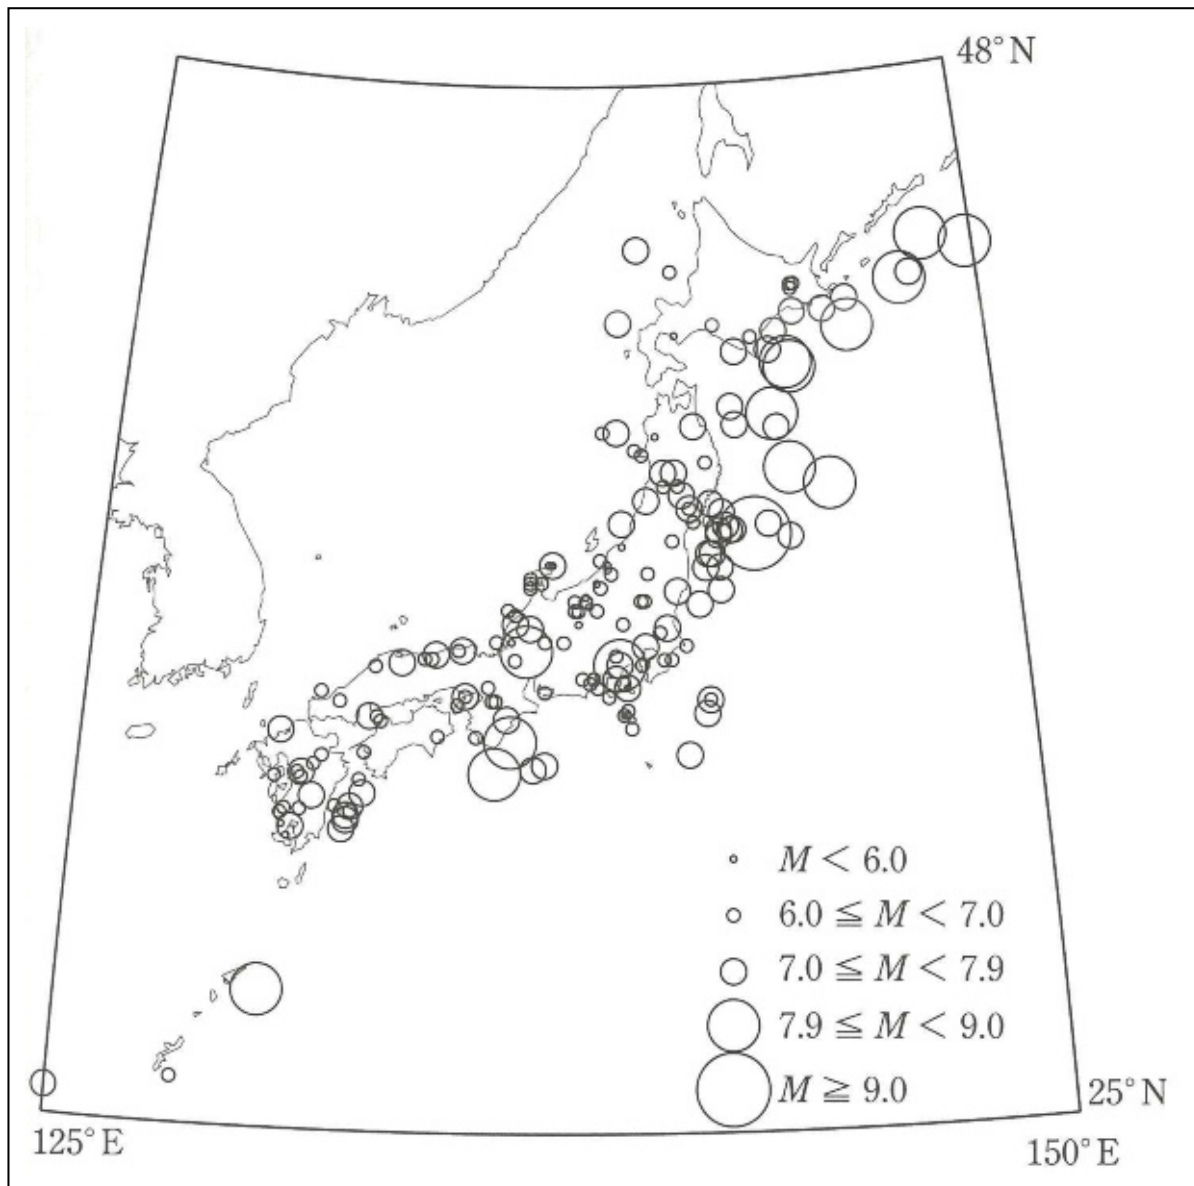 48°N
M < 6.0
6.0 ≦ M < 7.0
7.0 ≦ M < 7.9
7.9 ≦ M < 9.0
M ≧ 9.0
25°N
125°E
150°E